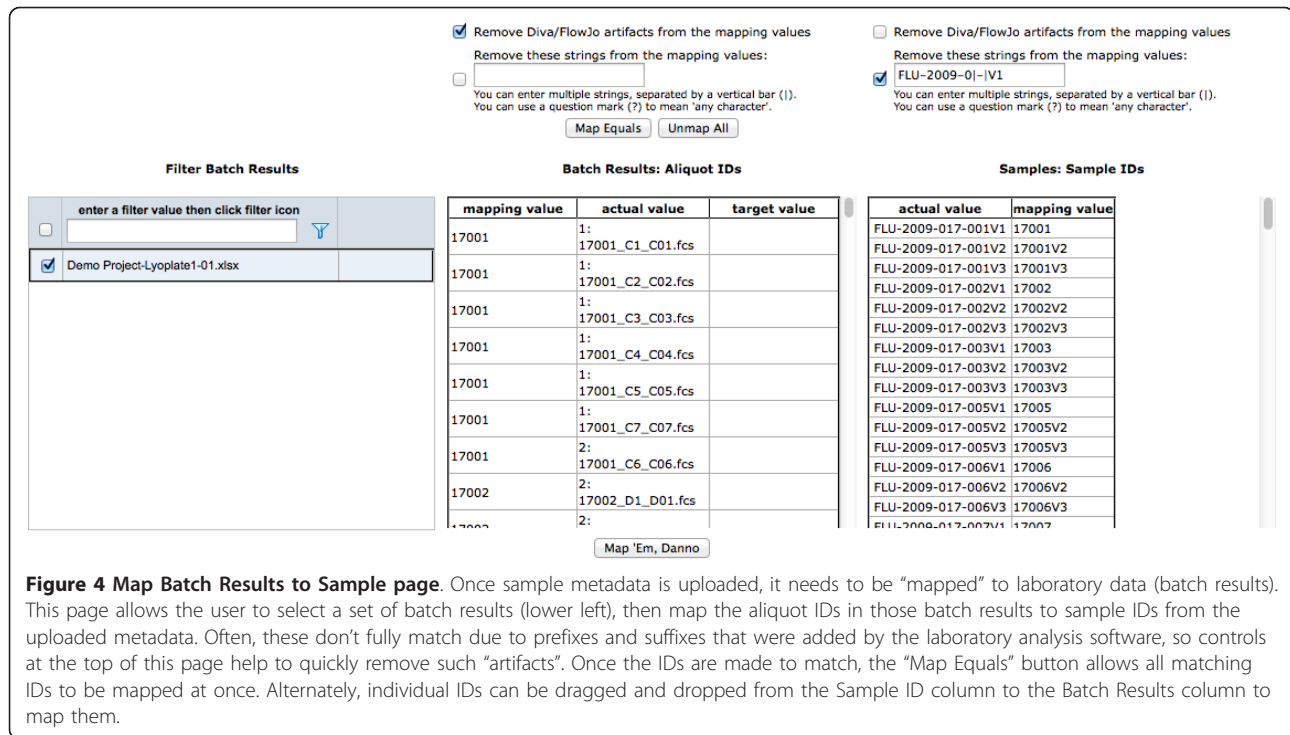 Remove Diva/FlowJo artifacts from the mapping values
Remove these strings from the mapping values:
You can enter multiple strings, separated by a vertical bar (|).
You can use a question mark (?) to mean 'any character'.
Remove Diva/FlowJo artifacts from the mapping values
Remove these strings from the mapping values:
FLU-2009-0|-|V1
You can enter multiple strings, separated by a vertical bar (|).
You can use a question mark (?) to mean 'any character'.
Map Equals Unmap All
Filter Batch Results
enter a filter value then click filter icon
Demo Project-Lyoplate1-01.xlsx
Batch Results: Aliquot IDs
mapping value actual value target value
17001 1:
17001_C1_C01.fcs
17001 1:
17001_C2_C02.fcs
17001 1:
17001_C3_C03.fcs
17001 1:
17001_C4_C04.fcs
17001 1:
17001_C5_C05.fcs
17001 1:
17001_C7_C07.fcs
17001 2:
17001_C6_C06.fcs
17002 2:
17002_D1_D01.fcs
2:
Samples: Sample IDs
actual value mapping value
FLU-2009-017-001V1 17001
FLU-2009-017-001V2 17001V2
FLU-2009-017-001V3 17001V3
FLU-2009-017-002V1 17002
FLU-2009-017-002V2 17002V2
FLU-2009-017-002V3 17002V3
FLU-2009-017-003V1 17003
FLU-2009-017-003V2 17003V2
FLU-2009-017-003V3 17003V3
FLU-2009-017-005V1 17005
FLU-2009-017-005V2 17005V2
FLU-2009-017-005V3 17005V3
FLU-2009-017-006V1 17006
FLU-2009-017-006V2 17006V2
FLU-2009-017-006V3 17006V3
FLU-2009-017-007V1 17007
Map 'Em, Danno
Figure 4 Map Batch Results to Sample page. Once sample metadata is uploaded, it needs to be “mapped” to laboratory data (batch results).
This page allows the user to select a set of batch results (lower left), then map the aliquot IDs in those batch results to sample IDs from the
uploaded metadata. Often, these don’t fully match due to prefixes and suffixes that were added by the laboratory analysis software, so controls
at the top of this page help to quickly remove such “artifacts”. Once the IDs are made to match, the “Map Equals” button allows all matching
IDs to be mapped at once. Alternately, individual IDs can be dragged and dropped from the Sample ID column to the Batch Results column to
map them.